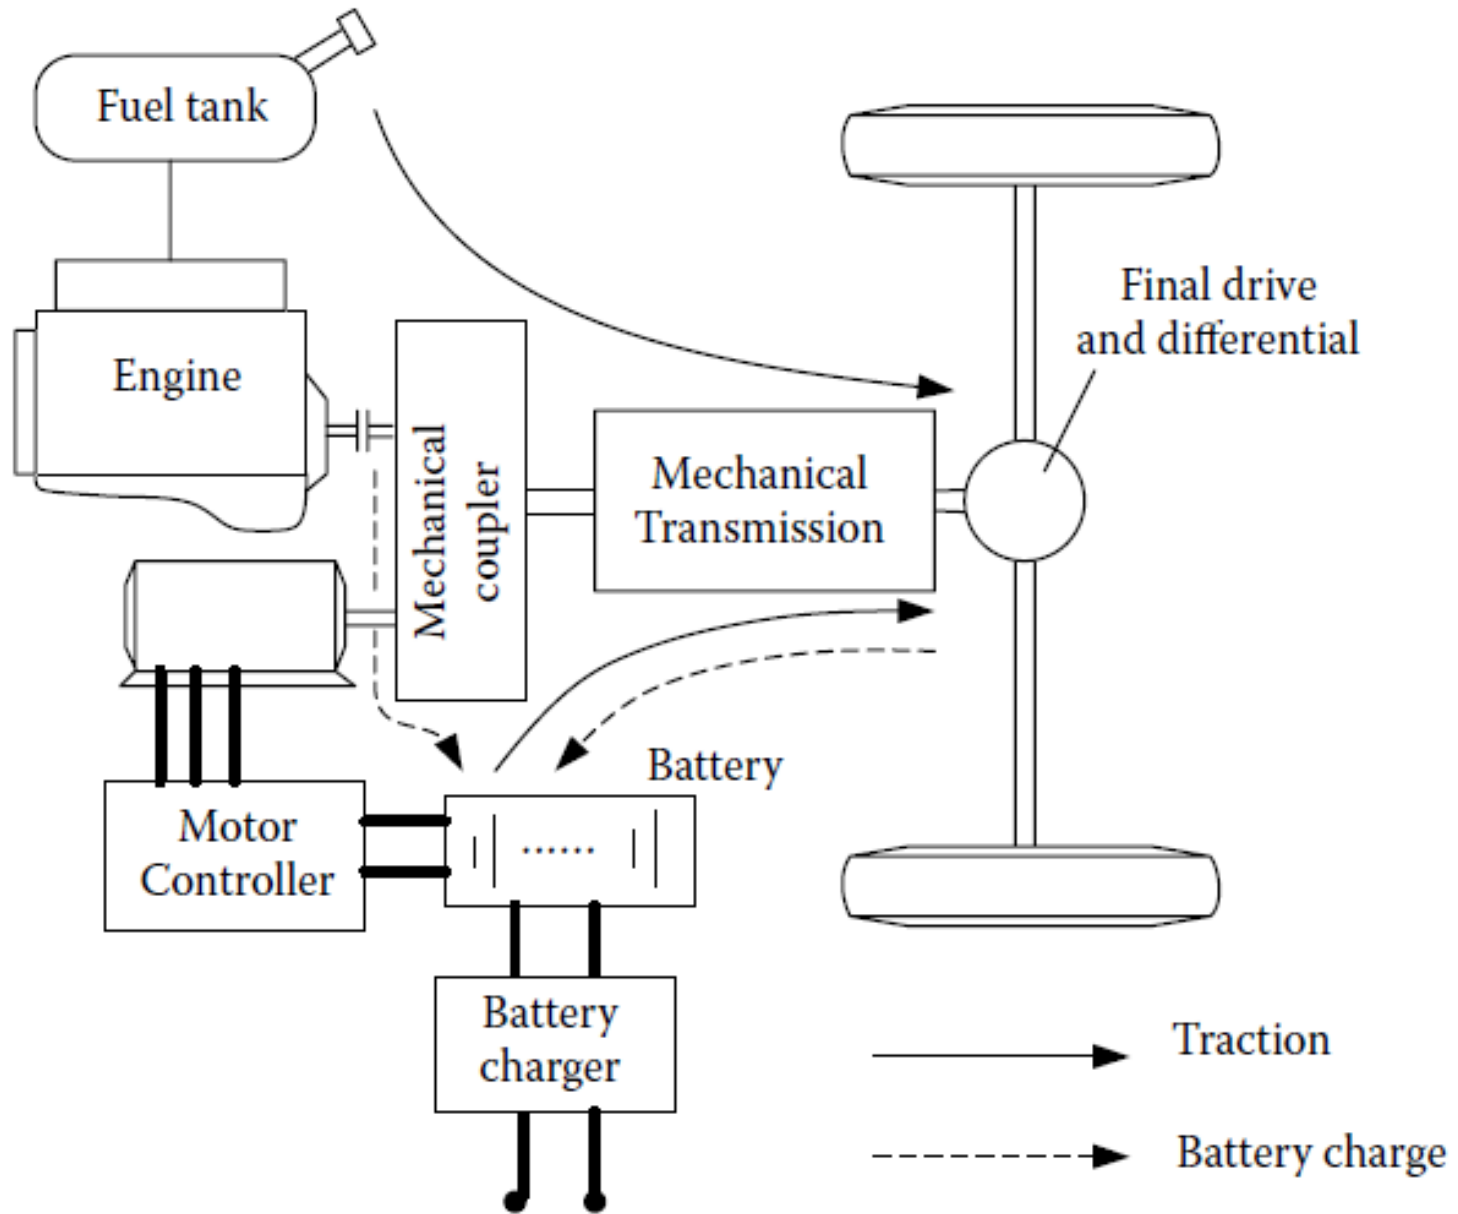 Fuel tank
Engine
Mechanical
coupler
Mechanical
Transmission
Final drive
and differential
Battery
Motor
Controller
Battery
charger
Traction
Battery charge